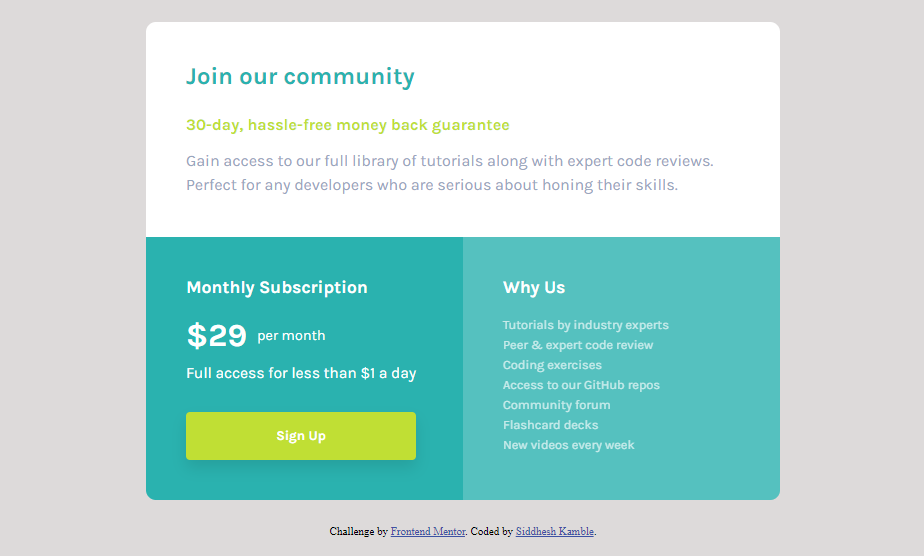 Join our community
30-day, hassle-free money back guarantee
Gain access to our full library of tutorials along with expert code reviews.
Perfect for any developers who are serious about honing their skills.
Monthly Subscription
$29 per month
Full access for less than $1 a day
Sign Up
Why Us
Tutorials by industry experts
Peer & expert code review
Coding exercises
Access to our GitHub repos
Community forum
Flashcard decks
New videos every week
Challenge by Frontend Mentor. Coded by Siddhesh Kamble.